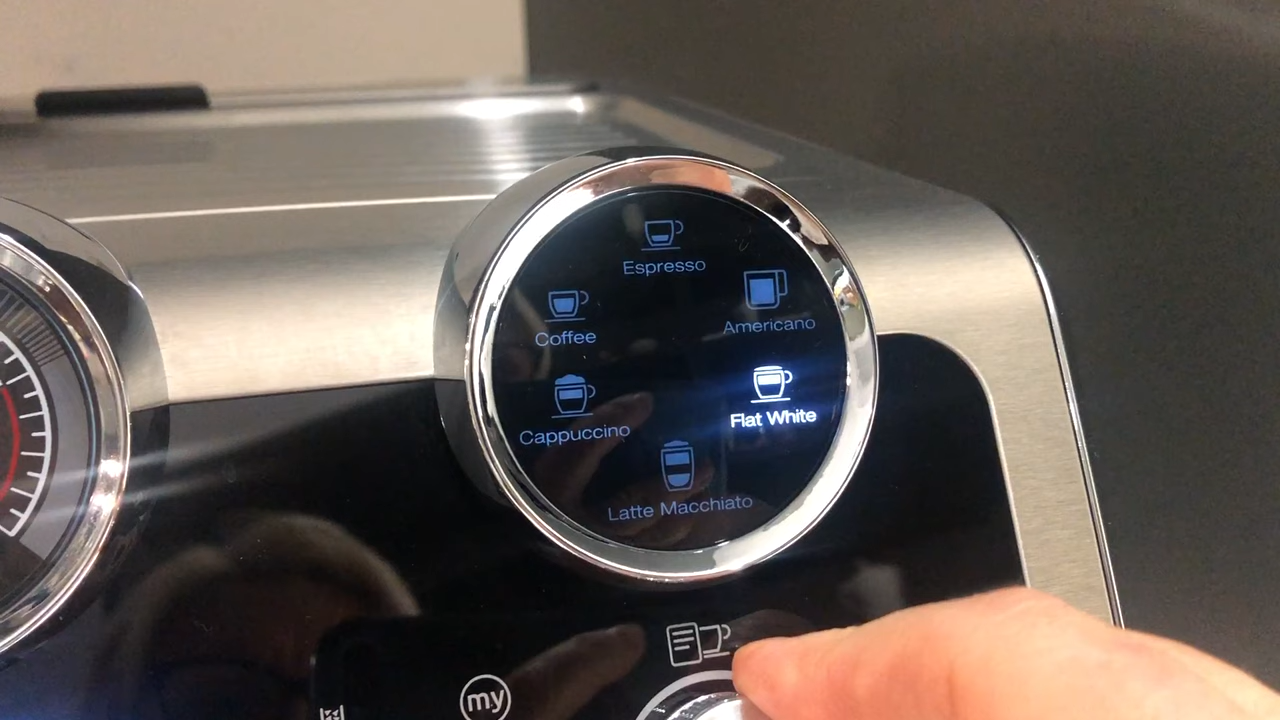 Espresso
Coffee
Americano
Cappuccino
Flat White
Latte Macchiato
my